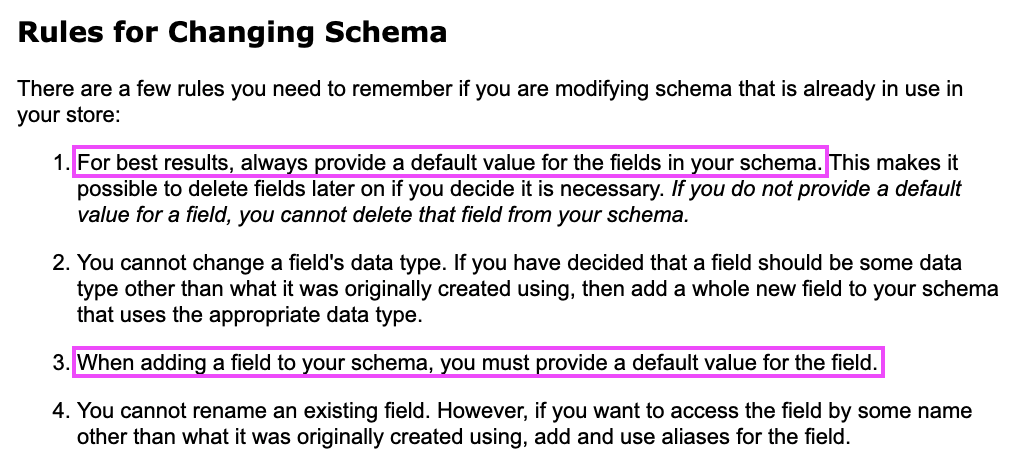 Rules for Changing Schema
There are a few rules you need to remember if you are modifying schema that is already in use in
your store:
1. For best results, always provide a default value for the fields in your schema. This makes it
possible to delete fields later on if you decide it is necessary. If you do not provide a default
value for a field, you cannot delete that field from your schema.
2. You cannot change a field's data type. If you have decided that a field should be some data
type other than what it was originally created using, then add a whole new field to your schema
that uses the appropriate data type.
3. When adding a field to your schema, you must provide a default value for the field.
4. You cannot rename an existing field. However, if you want to access the field by some name
other than what it was originally created using, add and use aliases for the field.